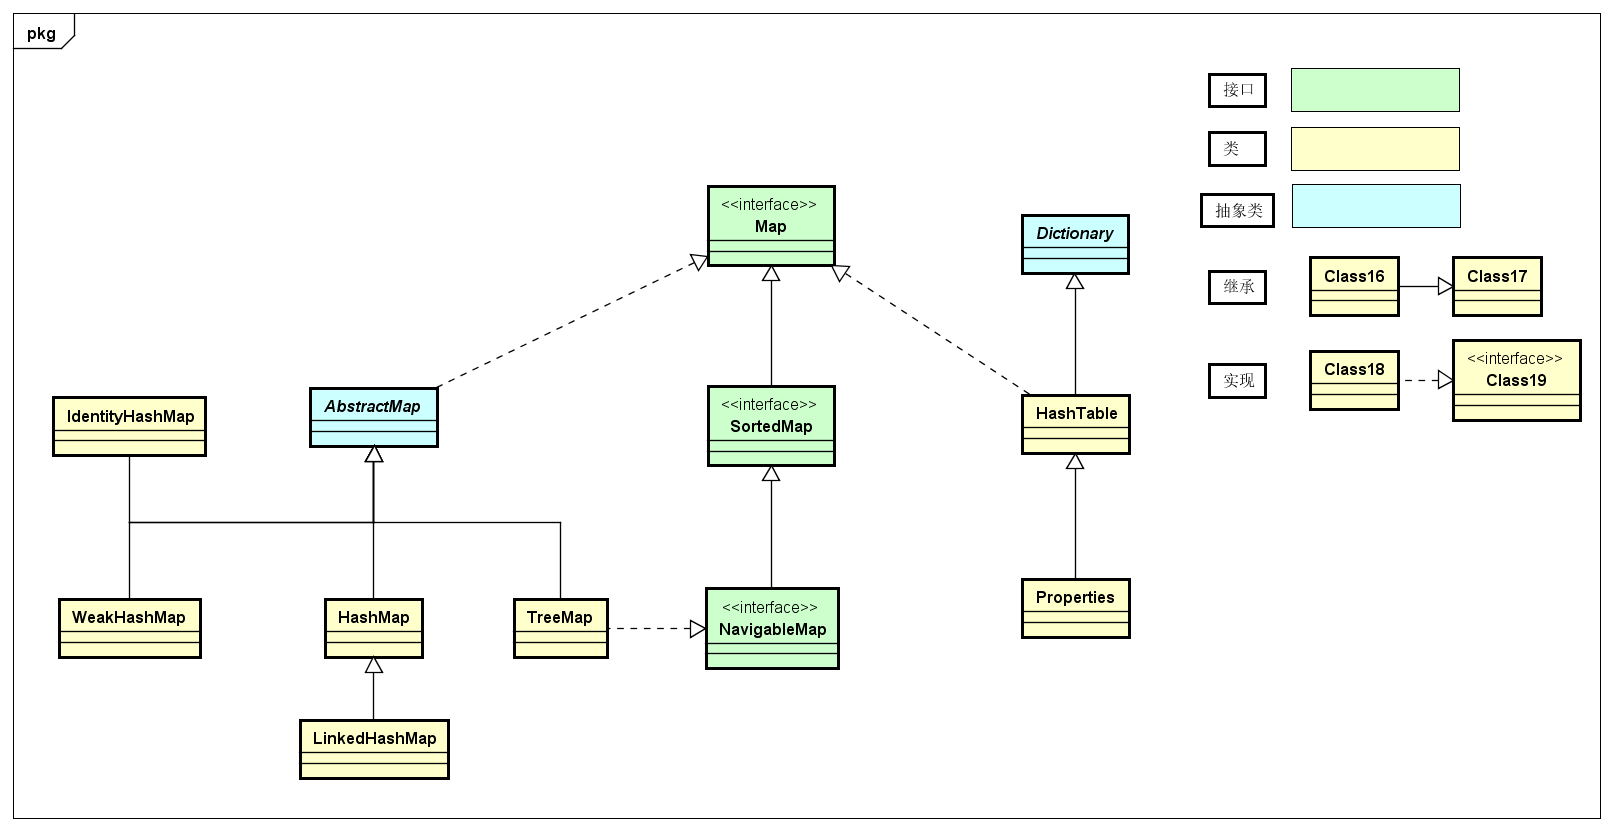 pkg
接口
类
抽象类
<<interface>>
Map
Dictionary
继承
Class16
Class17
实现
Class18
<<interface>>
Class19
IdentityHashMap
AbstractMap
<<interface>>
SortedMap
HashTable
WeakHashMap
HashMap
TreeMap
<<interface>>
NavigableMap
Properties
LinkedHashMap